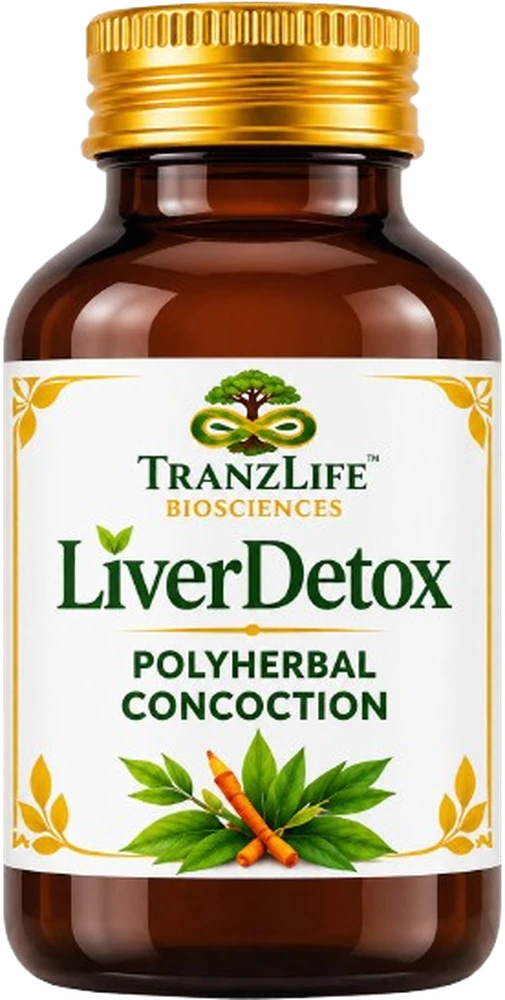 TRANZLIFE™
BIOSCIENCES
LiverDetox
POLYHERBAL
CONCOCTION